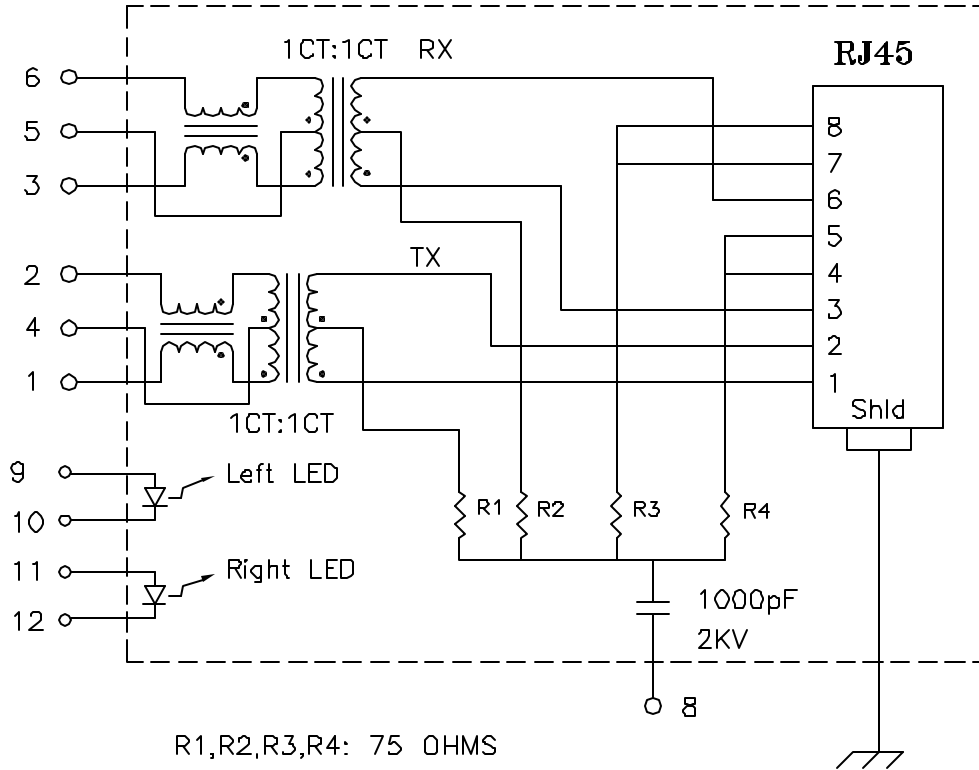 1CT:1CT RX
RJ45
6
5
3
8
7
6
5
4
3
2
1
Shld
TX
2
4
1
1CT:1CT
9
Left LED
10
R1
R2
R3
R4
11
Right LED
12
1000pF
2KV
8
R1,R2,R3,R4: 75 OHMS